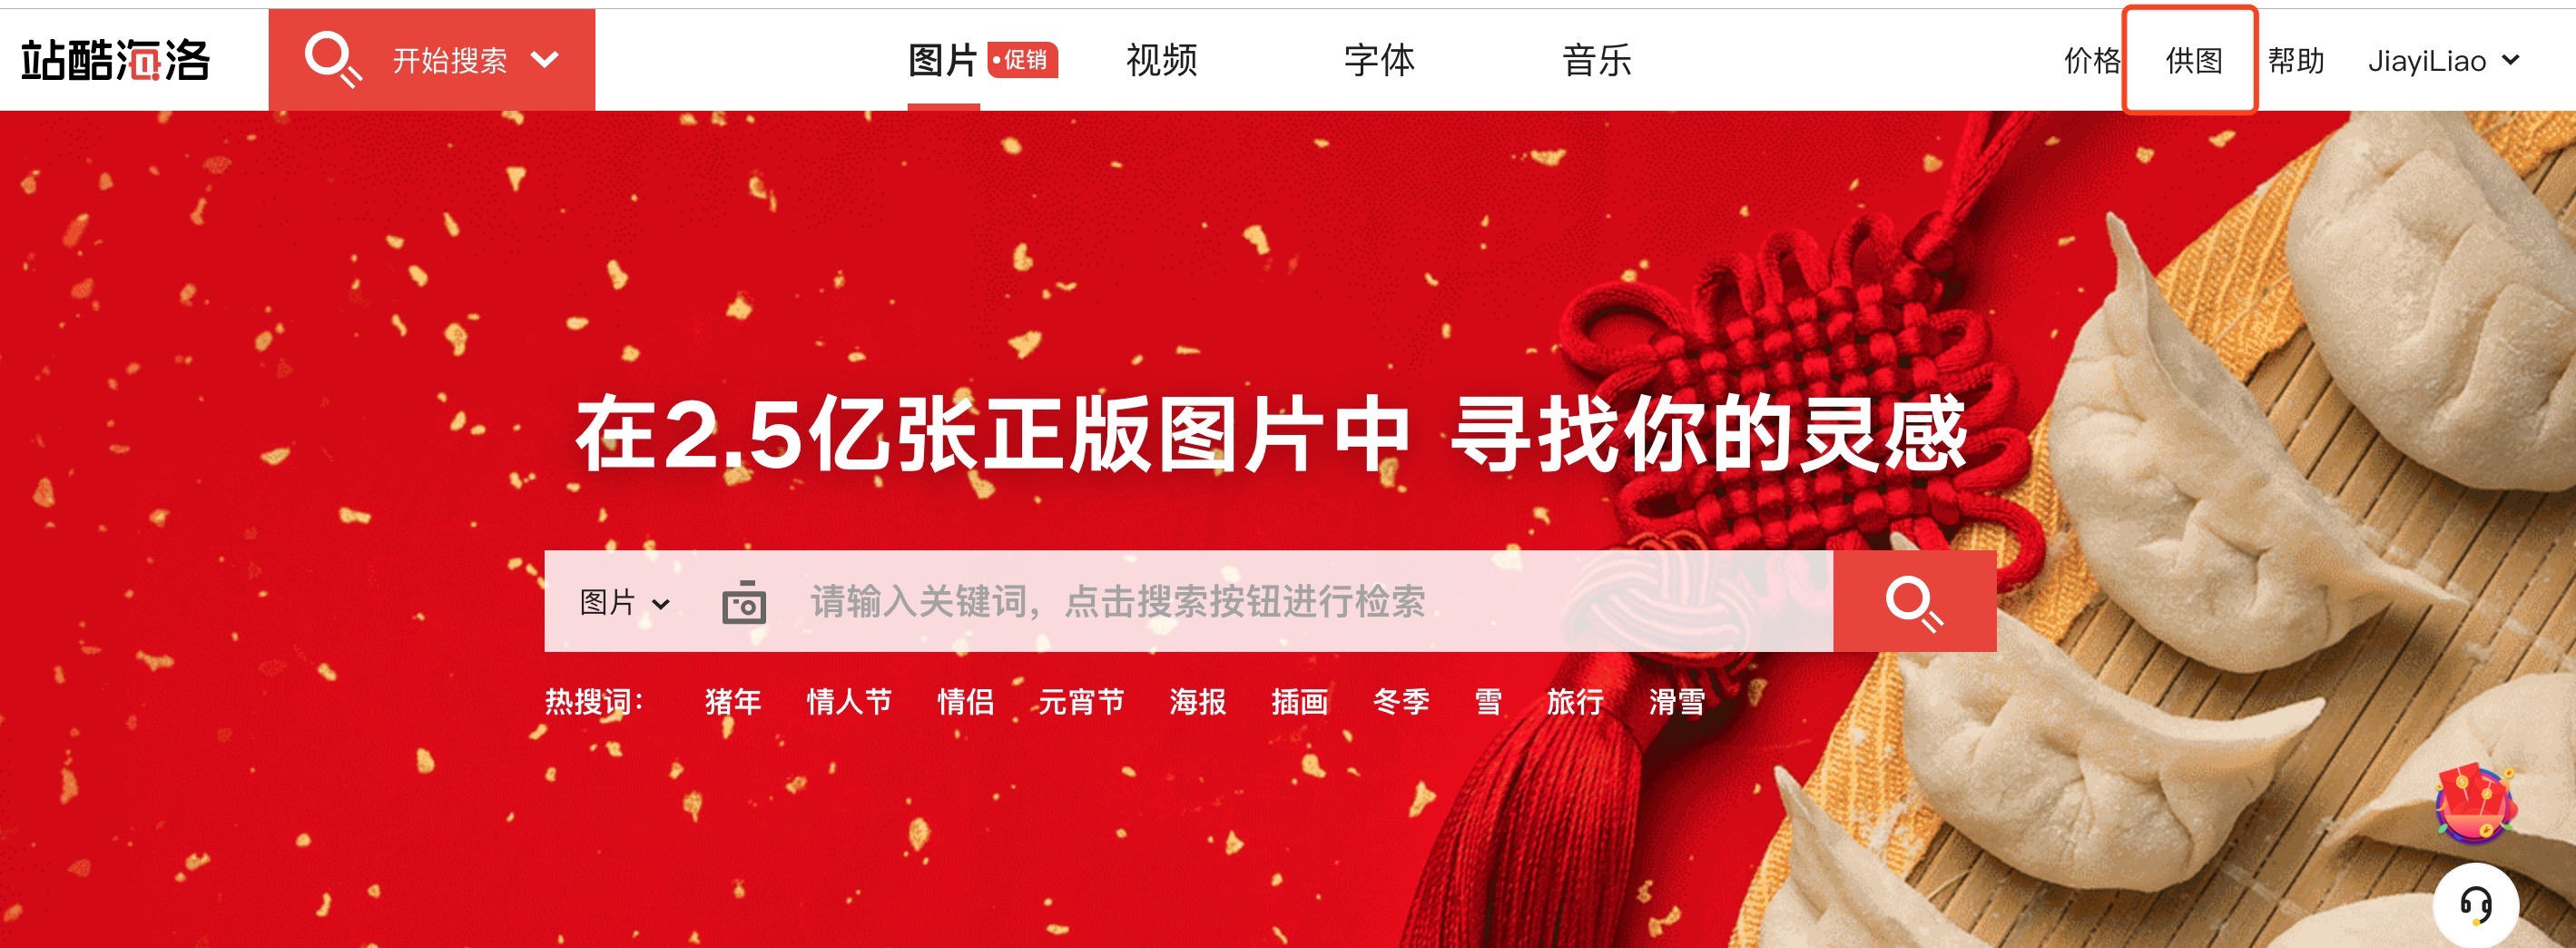 站酷海洛 开始搜索 图片 •促销 视频 字体 音乐 价格 供图 帮助 JiayiLiao
在2.5亿张正版图片中 寻找你的灵感
图片 请输入关键词，点击搜索按钮进行检索
热搜词： 猪年 情人节 情侣 元宵节 海报 插画 冬季 雪 旅行 滑雪